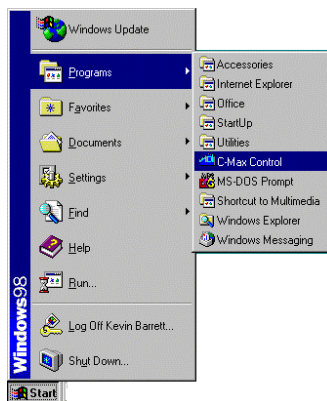 Windows Update
Programs
Favorites
Documents
Settings
Find
Help
Run...
Log Off Kevin Barrett...
Shut Down...
Windows98
Start
Accessories
Internet Explorer
Office
StartUp
Utilities
C-Max Control
MS-DOS Prompt
Shortcut to Multimedia
Windows Explorer
Windows Messaging